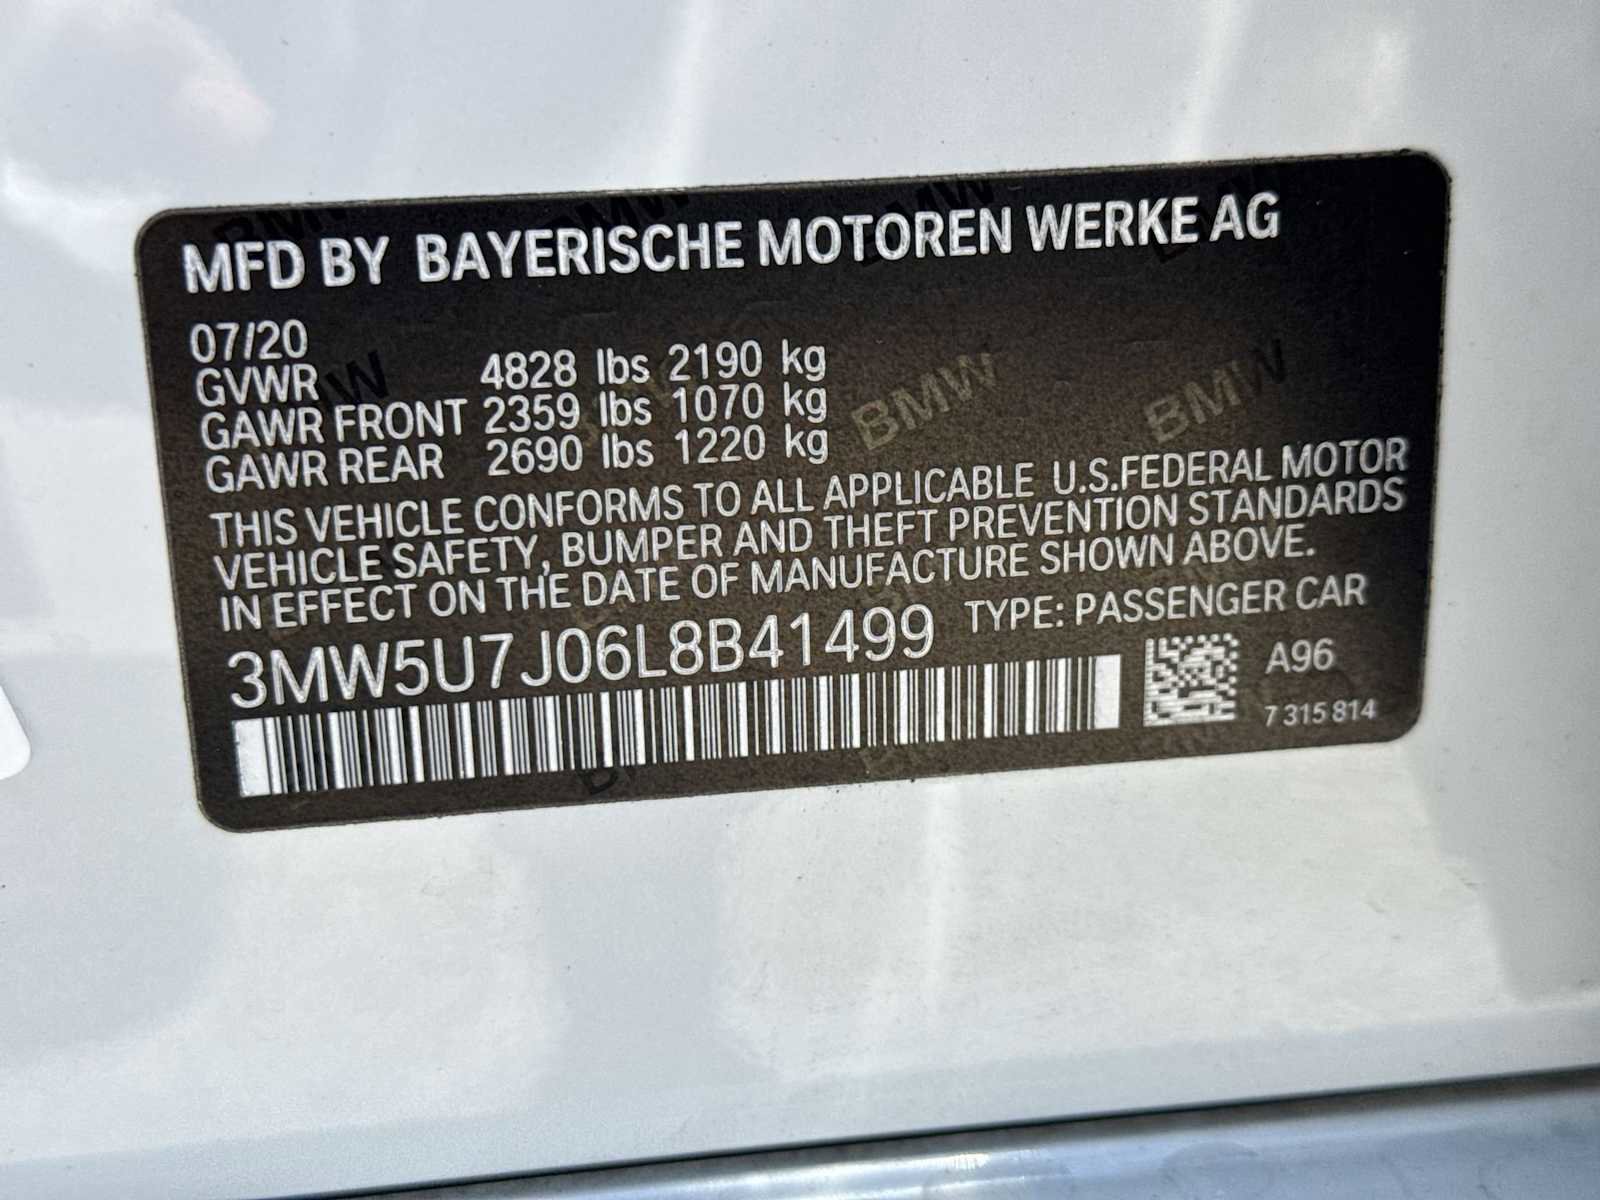 MFD BY BAYERISCHE MOTOREN WERKE AG
07/20
GVWR 4828 lbs 2190 kg
GAWR FRONT 2359 lbs 1070 kg
GAWR REAR 2690 lbs 1220 kg
THIS VEHICLE CONFORMS TO ALL APPLICABLE U.S.FEDERAL MOTOR
VEHICLE SAFETY, BUMPER AND THEFT PREVENTION STANDARDS
IN EFFECT ON THE DATE OF MANUFACTURE SHOWN ABOVE.
3MW5U7J06L8B41499 TYPE: PASSENGER CAR
A96
7 315 814
BMW
BMW